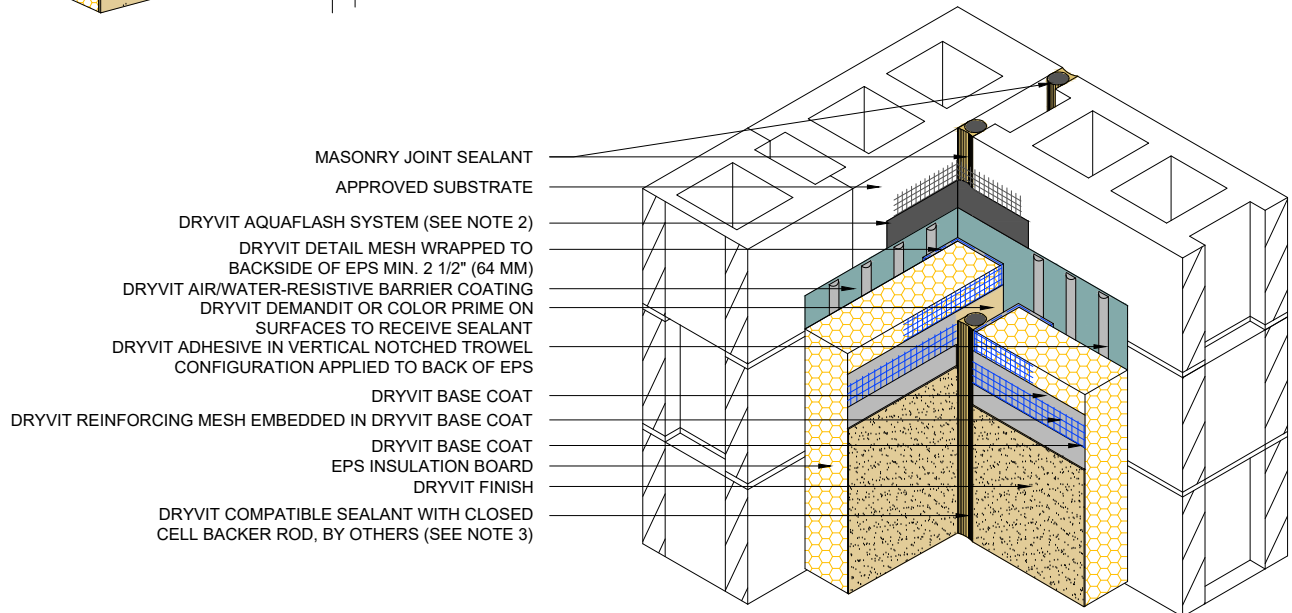 MASONRY JOINT SEALANT
APPROVED SUBSTRATE
DRYVIT AQUAFLASH SYSTEM (SEE NOTE 2)
DRYVIT DETAIL MESH WRAPPED TO
BACKSIDE OF EPS MIN. 2 1/2" (64 MM)
DRYVIT AIR/WATER-RESISTIVE BARRIER COATING
DRYVIT DEMANDIT OR COLOR PRIME ON
SURFACES TO RECEIVE SEALANT
DRYVIT ADHESIVE IN VERTICAL NOTCHED TROWEL
CONFIGURATION APPLIED TO BACK OF EPS
DRYVIT BASE COAT
DRYVIT REINFORCING MESH EMBEDDED IN DRYVIT BASE COAT
DRYVIT BASE COAT
EPS INSULATION BOARD
DRYVIT FINISH
DRYVIT COMPATIBLE SEALANT WITH CLOSED
CELL BACKER ROD, BY OTHERS (SEE NOTE 3)